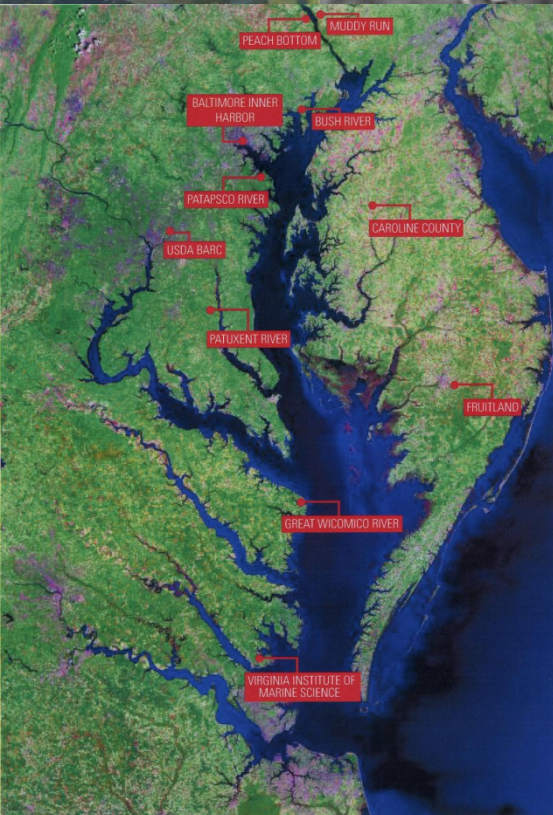 MUDDY RUN
PEACH BOTTOM
BALTIMORE INNER
HARBOR
BUSH RIVER
PATAPSCO RIVER
CAROLINE COUNTY
USDA BARC
PATUXENT RIVER
FRUITLAND
GREAT WICOMICO RIVER
VIRGINIA INSTITUTE OF
MARINE SCIENCE